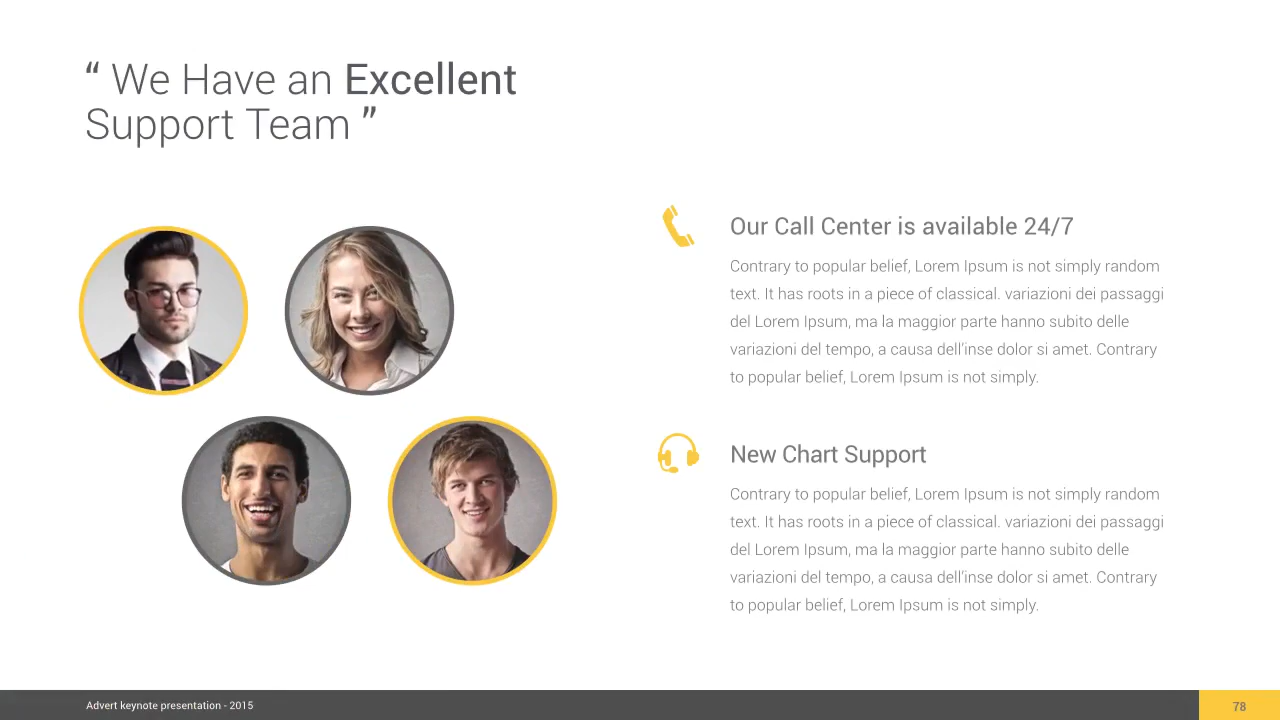 “ We Have an Excellent
Support Team ”
Our Call Center is available 24/7
Contrary to popular belief, Lorem Ipsum is not simply random
text. It has roots in a piece of classical. variazioni dei passaggi
del Lorem Ipsum, ma la maggior parte hanno subito delle
variazioni del tempo, a causa dell’inse dolor si amet. Contrary
to popular belief, Lorem Ipsum is not simply.
New Chart Support
Contrary to popular belief, Lorem Ipsum is not simply random
text. It has roots in a piece of classical. variazioni dei passaggi
del Lorem Ipsum, ma la maggior parte hanno subito delle
variazioni del tempo, a causa dell’inse dolor si amet. Contrary
to popular belief, Lorem Ipsum is not simply.
Advert keynote presentation - 2015
78